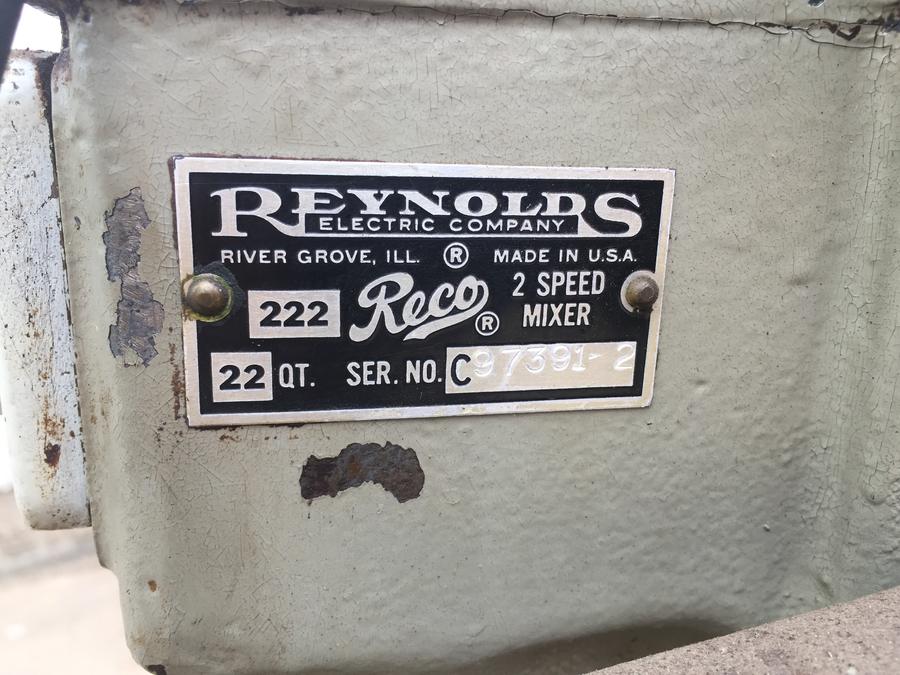 REYNOLDS
ELECTRIC COMPANY
RIVER GROVE, ILL. ® MADE IN U.S.A.
222 Reco® 2 SPEED
MIXER
22 QT. SER. NO. C97391-2